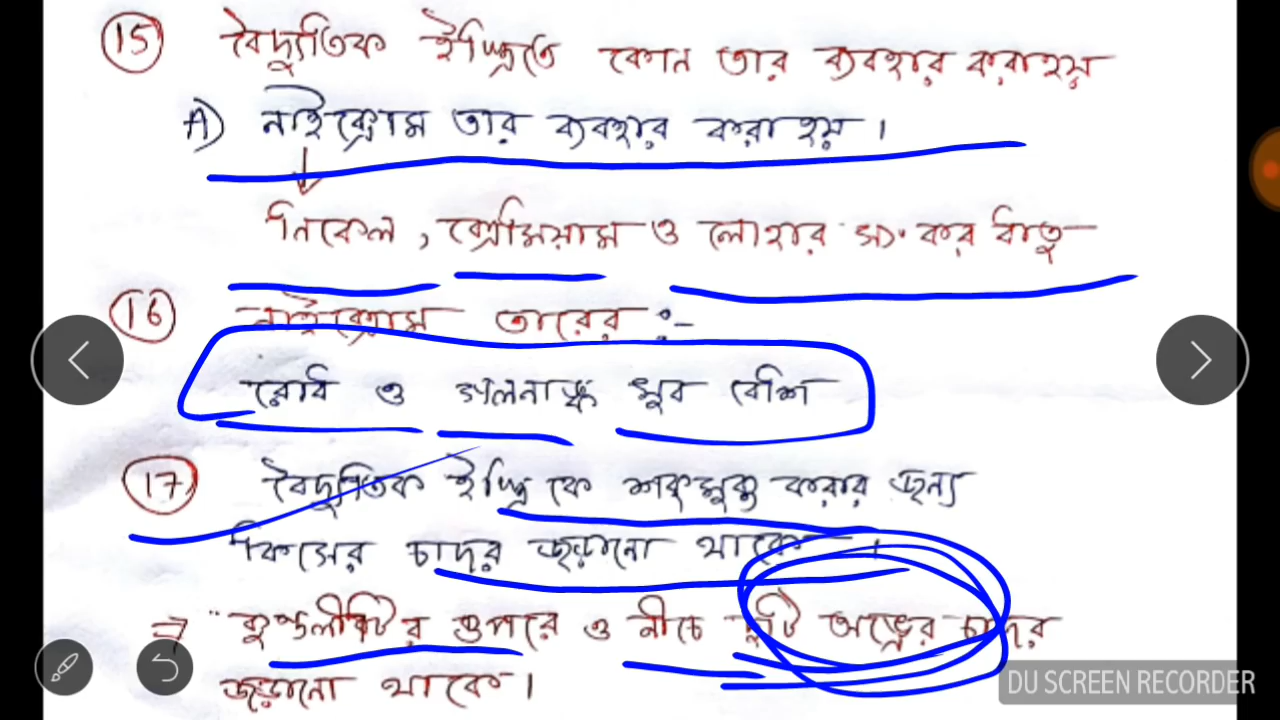 15 বৈদ্যুতিক ইস্ত্রিতে কোন তার ব্যবহার করা হয়
A) নাইক্রোম তার ব্যবহার করা হয়।
নিকেল, ক্রোমিয়াম ও লোহার সংকর ধাতু
16 নাইক্রোম তারের :-
রোধ ও গলনাঙ্ক খুব বেশি
17 বৈদ্যুতিক ইস্ত্রি কে শক্ মুক্ত করার জন্য
কিসের চাদর জড়ানো থাকে।
⇒ কুণ্ডলীটির ওপরে ও নীচে দুটি অভ্রের চাদর
জড়ানো থাকে।
DU SCREEN RECORDER